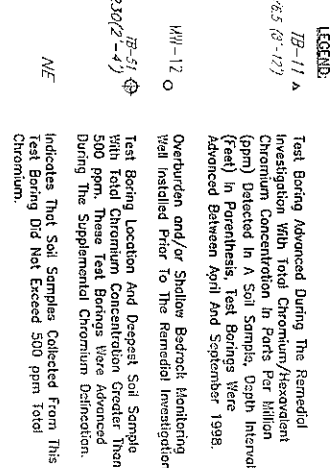 LEGEND:
TB-11
6.5 (8'-12')
Test Boring Advanced During The Remedial
Investigation With Total Chromium/Hexavalent
Chromium Concentration In Parts Per Million
(ppm) Detected In A Soil Sample, Depth Interval
(Feet) In Parenthesis, Test Borings Were
Advanced Between April And September 1998.
MW-12
Overburden and/or Shallow Bedrock Monitoring
Well Installed Prior To The Remedial Investigation
TB-51
230(2'-4')
Test Boring Location And Deepest Soil Sample
With Total Chromium Concentration Greater Than
500 ppm. These Test Borings Were Advanced
During The Supplemental Chromium Delineation.
NE
Indicates That Soil Samples Collected From This
Test Boring Did Not Exceed 500 ppm Total
Chromium.